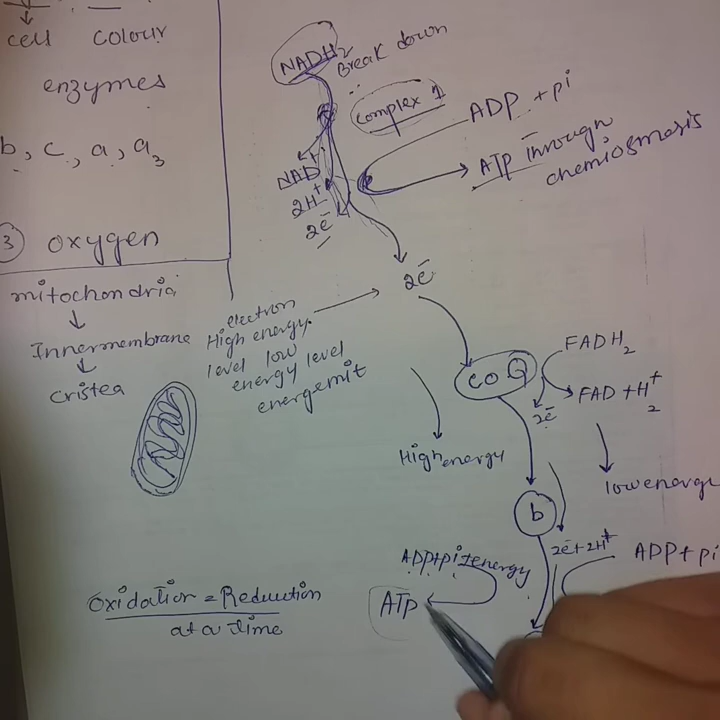 cell colour
enzymes
b, c, a, a3
3 oxygen
mitochondria
Innermembrane
cristea
NADH2 Break down
complex 1
ADP + pi
ATP through
chemiosmosis
NAD+
2H+
2e-
2e-
electron
High energy.
level low
energy level
energemit
CO Q
FADH2
FAD + H2+
2e-
High energy
low energy
b
2e-+2H+
ADP + pi
ADP+pi+energy
ATP
Oxidation = Reduction
at a time